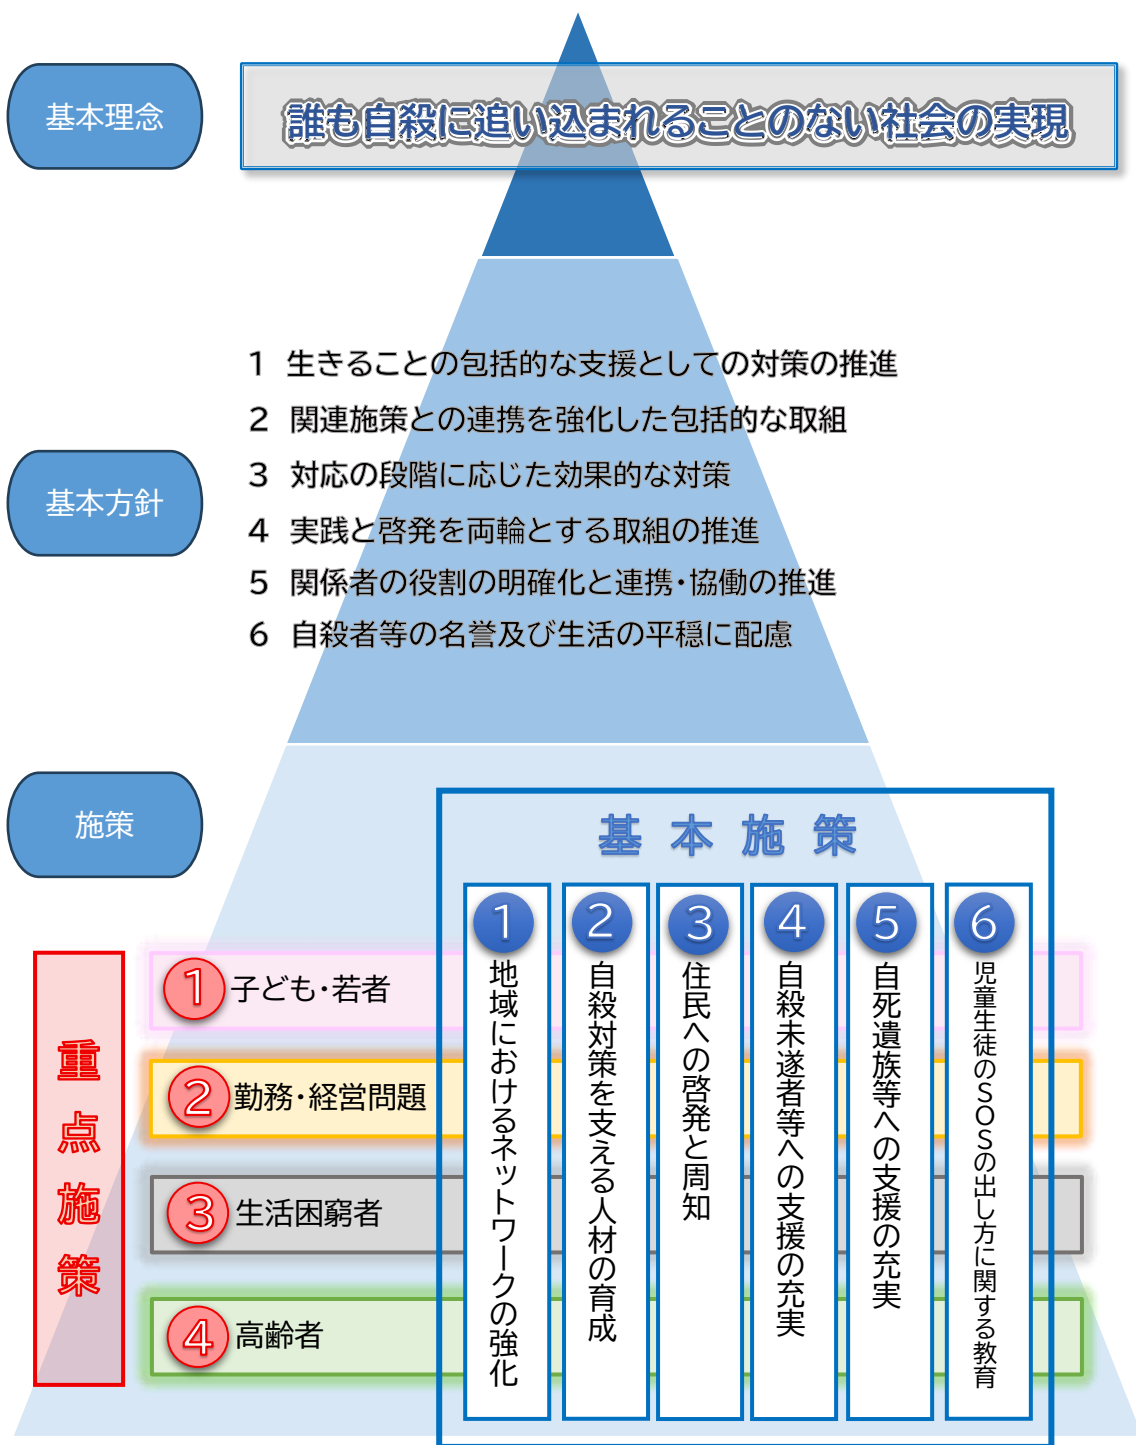 基本理念
誰も自殺に追い込まれることのない社会の実現
基本方針
1 生きることの包括的な支援としての対策の推進
2 関連施策との連携を強化した包括的な取組
3 対応の段階に応じた効果的な対策
4 実践と啓発を両輪とする取組の推進
5 関係者の役割の明確化と連携・協働の推進
6 自殺者等の名誉及び生活の平穏に配慮
施策
基本施策
1 地域におけるネットワークの強化
2 自殺対策を支える人材の育成
3 住民への啓発と周知
4 自殺未遂者等への支援の充実
5 自死遺族等への支援の充実
6 児童生徒のSOSの出し方に関する教育
重点施策
1 子ども・若者
2 勤務・経営問題
3 生活困窮者
4 高齢者